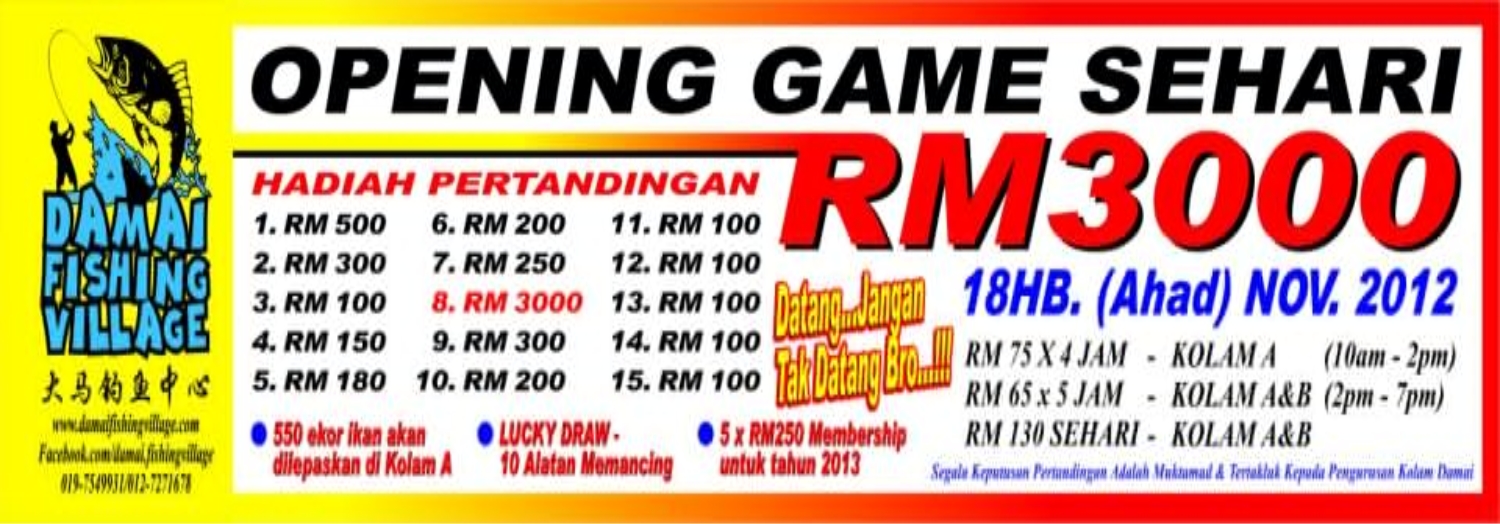 DAMAI
FISHING
VILLAGE
大马钓鱼中心
www.damaifishingvillage.com
Facebook.com/damai.fishingvillage
019-7549931/012-7271678
OPENING GAME SEHARI
RM3000
HADIAH PERTANDINGAN
1. RM 500 6. RM 200 11. RM 100
2. RM 300 7. RM 250 12. RM 100
3. RM 100 8. RM 3000 13. RM 100
4. RM 150 9. RM 300 14. RM 100
5. RM 180 10. RM 200 15. RM 100
Datang...Jangan
Tak Datang Bro....!!!
18HB. (Ahad) NOV. 2012
RM 75 X 4 JAM - KOLAM A (10am - 2pm)
RM 65 x 5 JAM - KOLAM A&B (2pm - 7pm)
RM 130 SEHARI - KOLAM A&B
550 ekor ikan akan
dilepaskan di Kolam A
LUCKY DRAW -
10 Alatan Memancing
5 x RM250 Membership
untuk tahun 2013
Segala Keputusan Pertandingan Adalah Muktamad & Tertakluk Kepada Pengurusan Kolam Damai